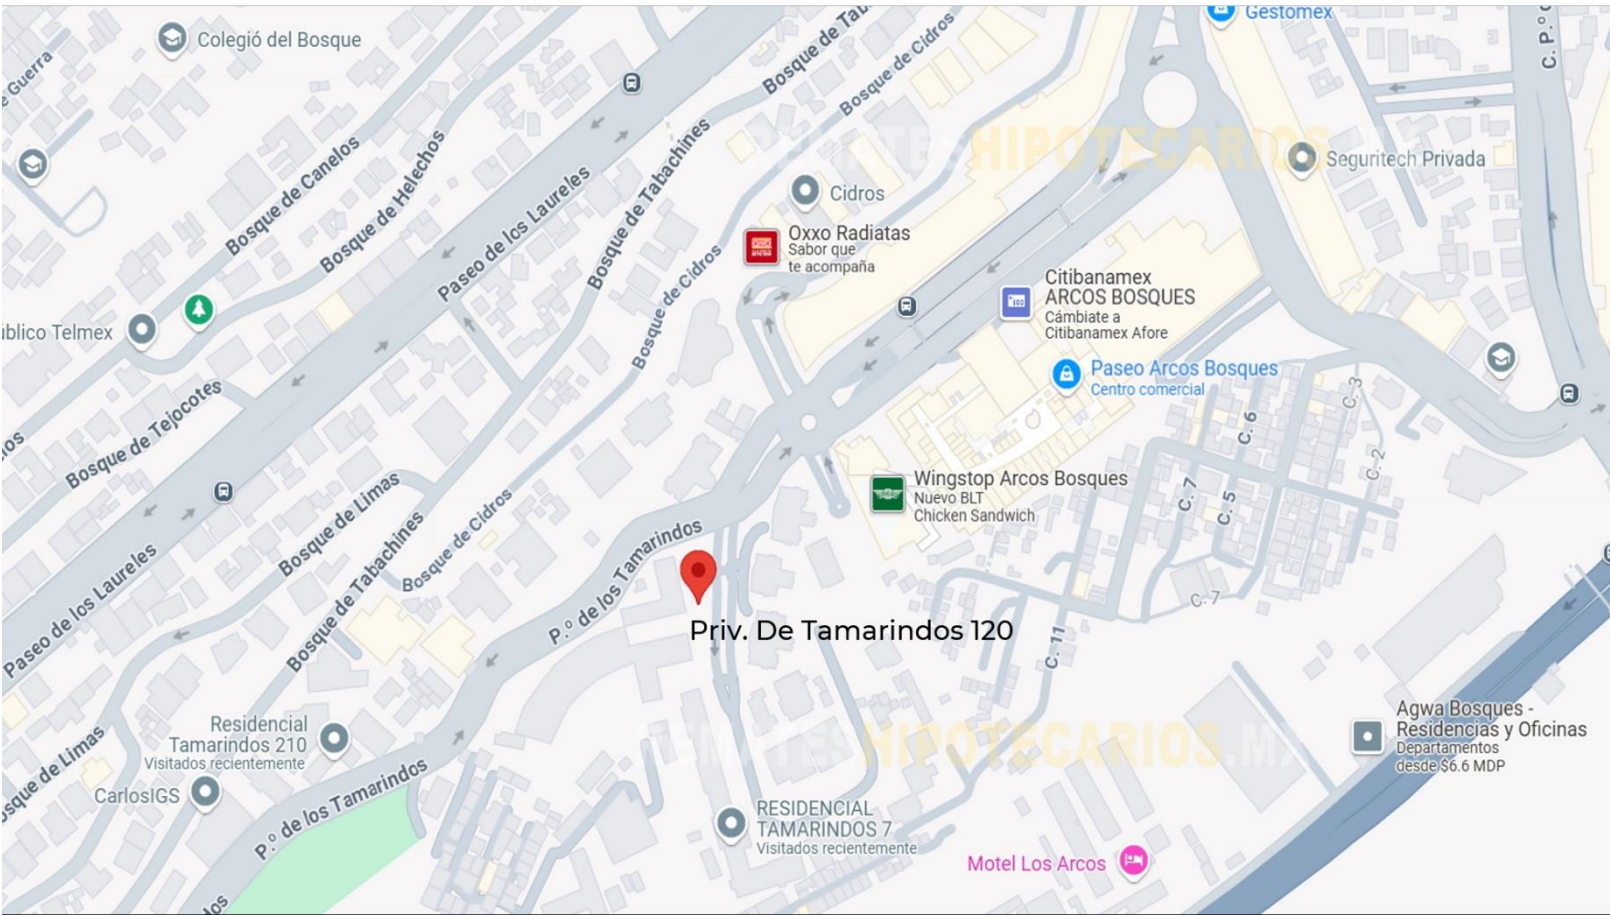 Gestomex
Colegió del Bosque
Bosque de Tab
Bosque de Cidros
C. P.º
Guerra
REMATESHIPOTECARIOS.MX
Seguritech Privada
Bosque de Canelos
Bosque de Helechos
Paseo de los Laureles
Bosque de Tabachines
Cidros
Oxxo Radiatas
Sabor que
te acompaña
Bosque de Cidros
Citibanamex
ARCOS BOSQUES
Cámbiate a
Citibanamex Afore
úblico Telmex
Paseo Arcos Bosques
Centro comercial
C. 3
C. 6
C. 2
Bosque de Tejocotes
os
Wingstop Arcos Bosques
Nuevo BLT
Chicken Sandwich
C. 7
C. 5
Bosque de Limas
Bosque de Tabachines
Bosque de Cidros
P.º de los Tamarindos
Paseo de los Laureles
C. 7
Priv. De Tamarindos 120
C. 11
Residencial
Tamarindos 210
Visitados recientemente
CarlosIGS
sque de Limas
P.º de los Tamarindos
REMATESHIPOTECARIOS.MX
Agwa Bosques -
Residencias y Oficinas
Departamentos
desde $6.6 MDP
RESIDENCIAL
TAMARINDOS 7
Visitados recientemente
Motel Los Arcos
dos